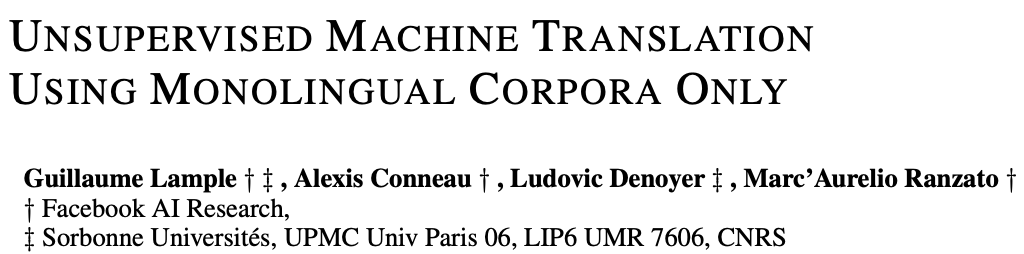 UNSUPERVISED MACHINE TRANSLATION
USING MONOLINGUAL CORPORA ONLY
Guillaume Lample † ‡ , Alexis Conneau † , Ludovic Denoyer ‡ , Marc’Aurelio Ranzato †
† Facebook AI Research,
‡ Sorbonne Universités, UPMC Univ Paris 06, LIP6 UMR 7606, CNRS